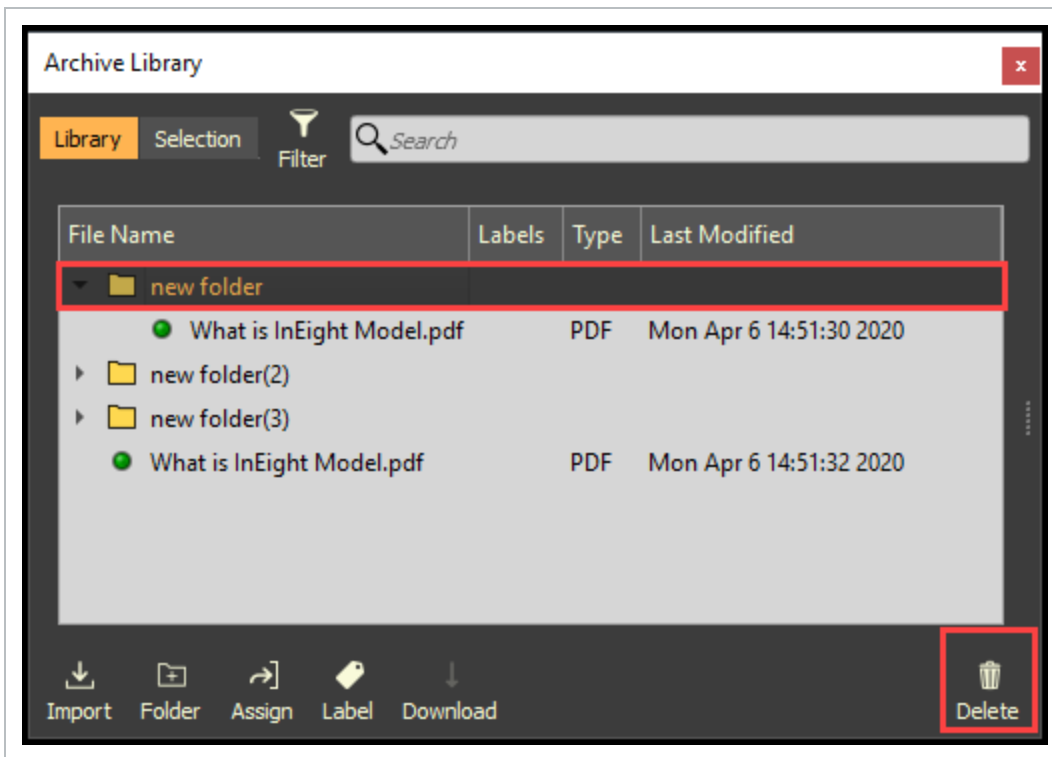 Archive Library
x
Library Selection Filter Search
File Name Labels Type Last Modified
new folder
What is InEight Model.pdf PDF Mon Apr 6 14:51:30 2020
new folder(2)
new folder(3)
What is InEight Model.pdf PDF Mon Apr 6 14:51:32 2020
Import Folder Assign Label Download Delete